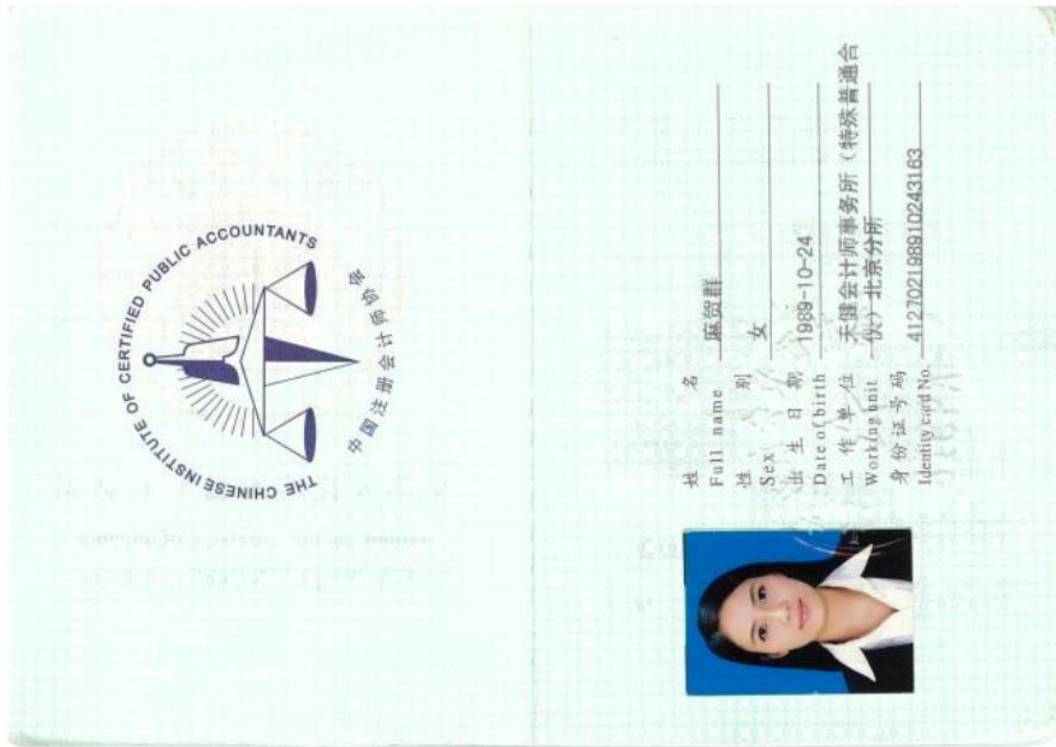 THE CHINESE INSTITUTE OF CERTIFIED PUBLIC ACCOUNTANTS
中国注册会计师协会
姓 名 麻贺群
Full name
性 别 女
Sex
出 生 日 期 1989-10-24
Date of birth
工 作 单 位 天健会计师事务所（特殊普通合
Working unit 伙）北京分所
身份证号码 412702198910243163
Identity card No.